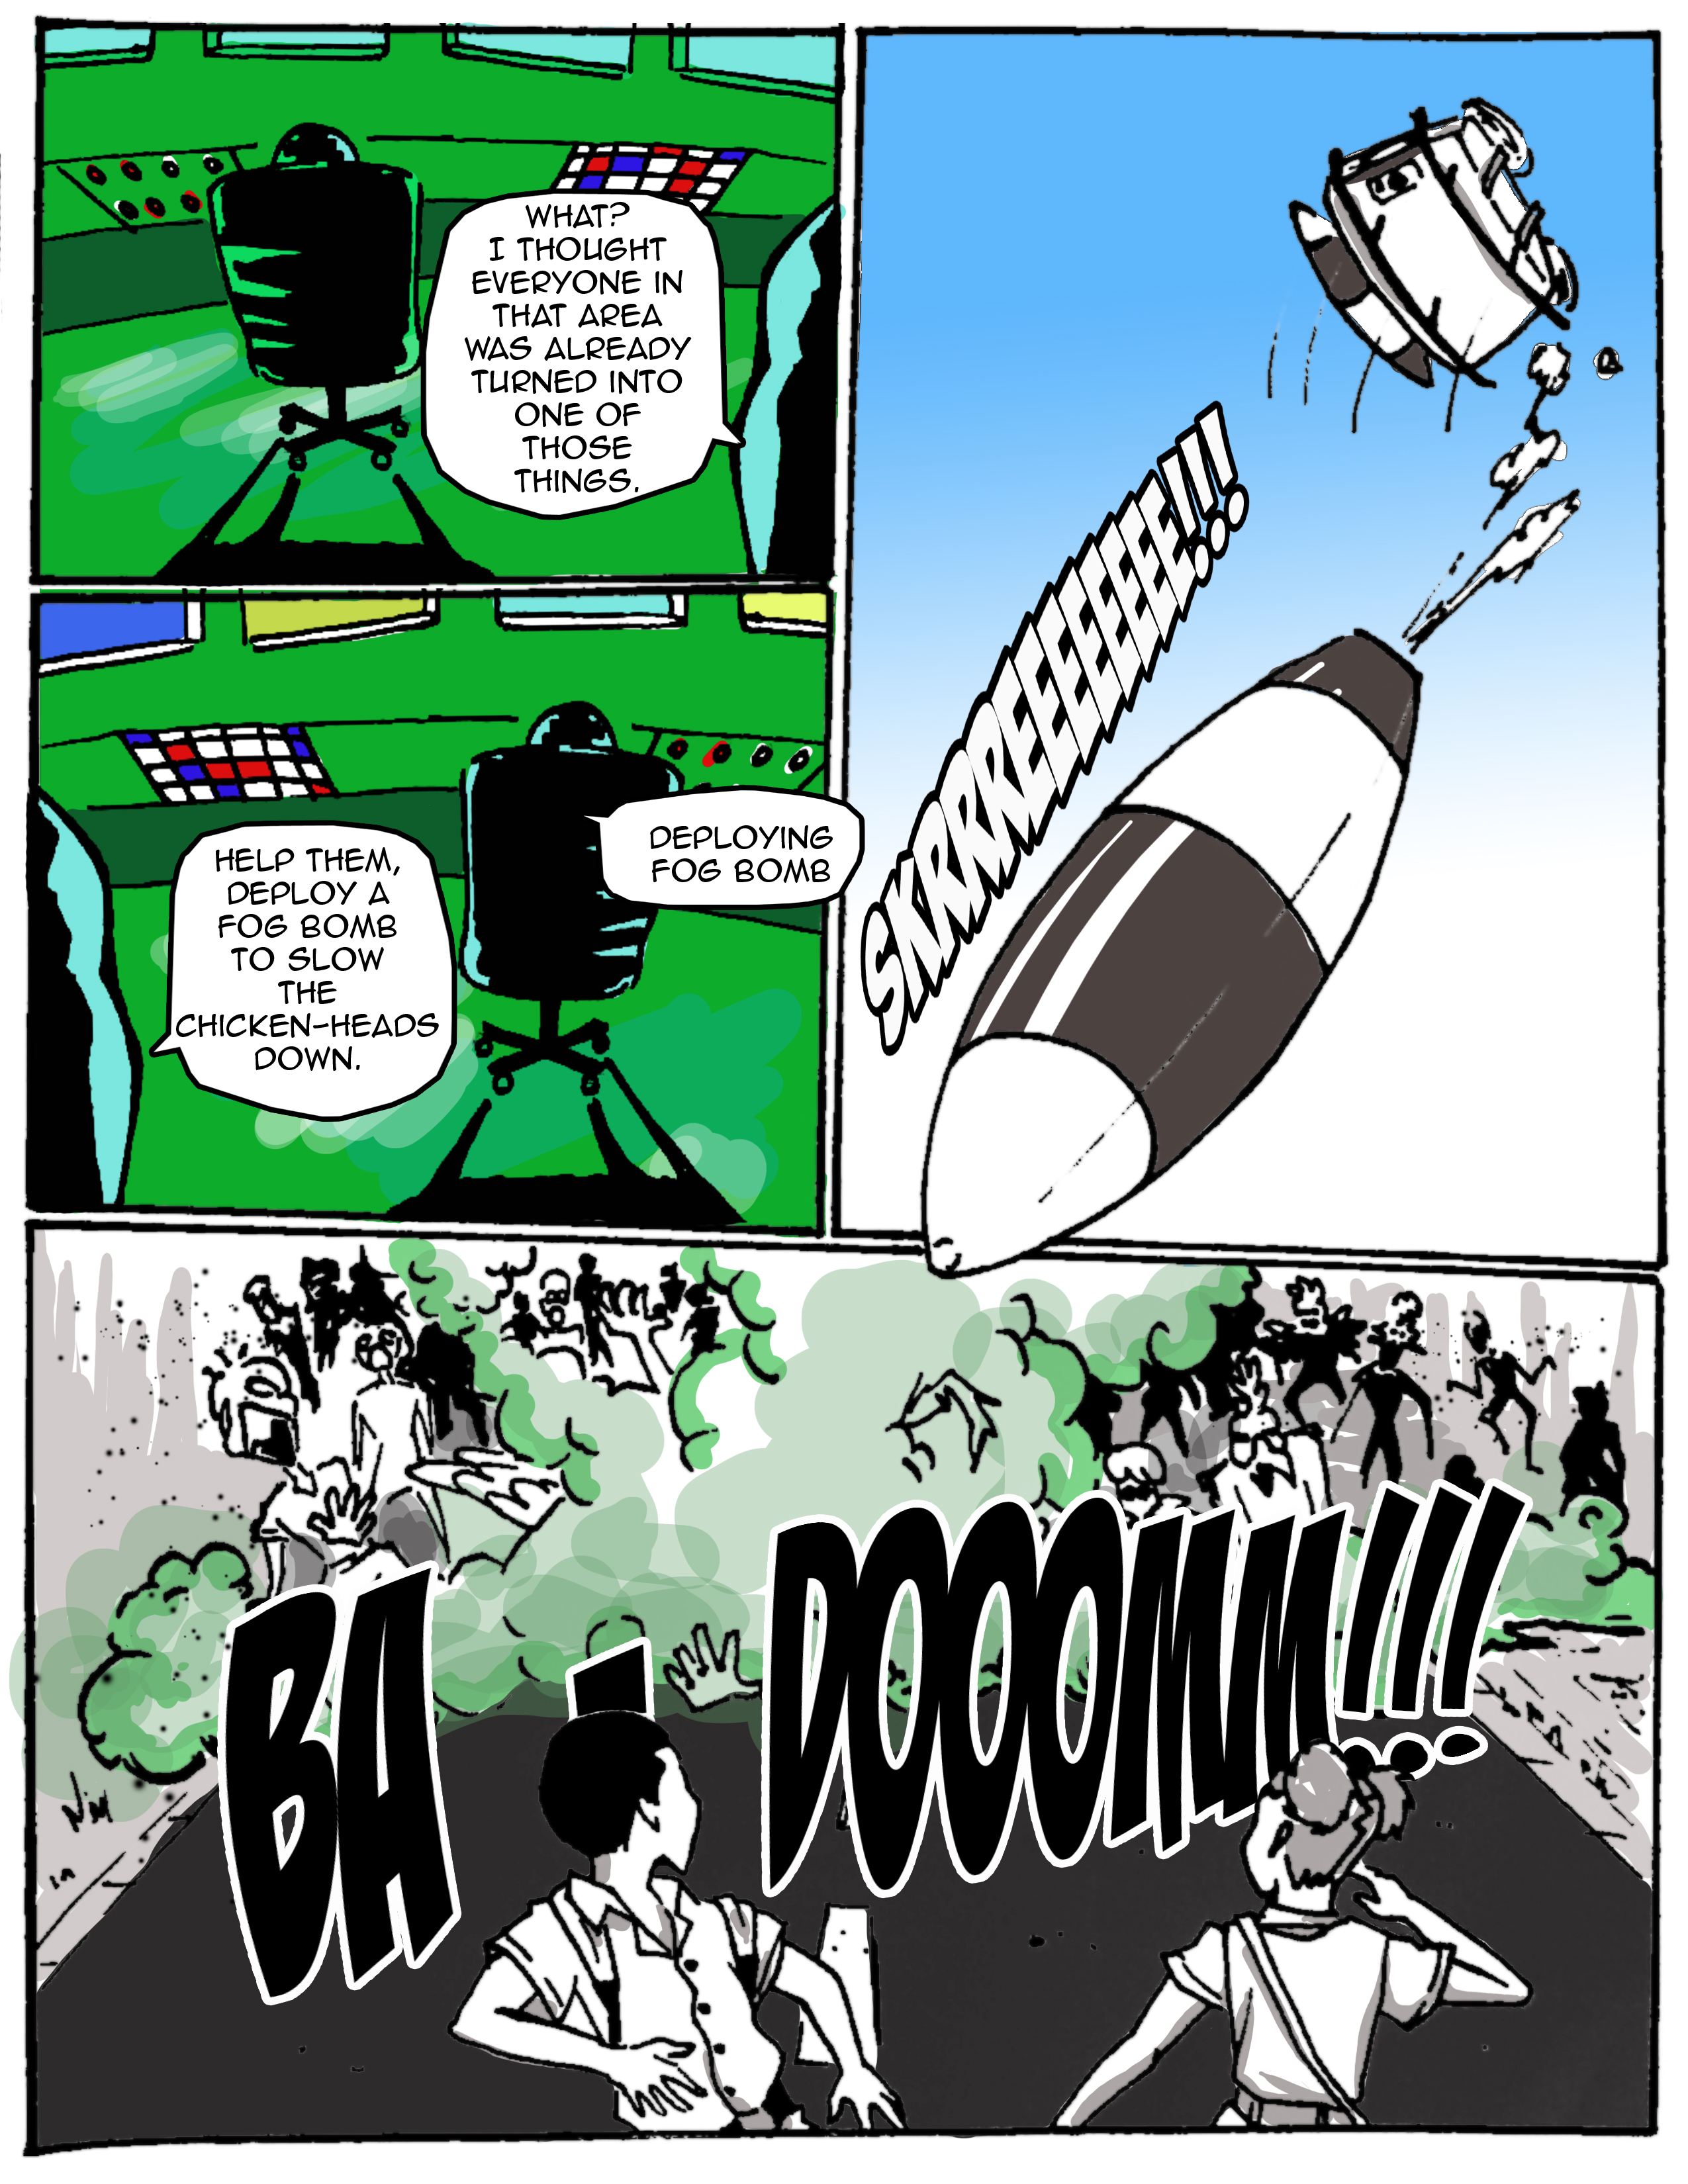 WHAT?
I THOUGHT
EVERYONE IN
THAT AREA
WAS ALREADY
TURNED INTO
ONE OF
THOSE
THINGS.
HELP THEM,
DEPLOY A
FOG BOMB
TO SLOW
THE
CHICKEN-HEADS
DOWN.
DEPLOYING
FOG BOMB
SKRRREEEEEEEE!!!
BA - DOOOMM!!!